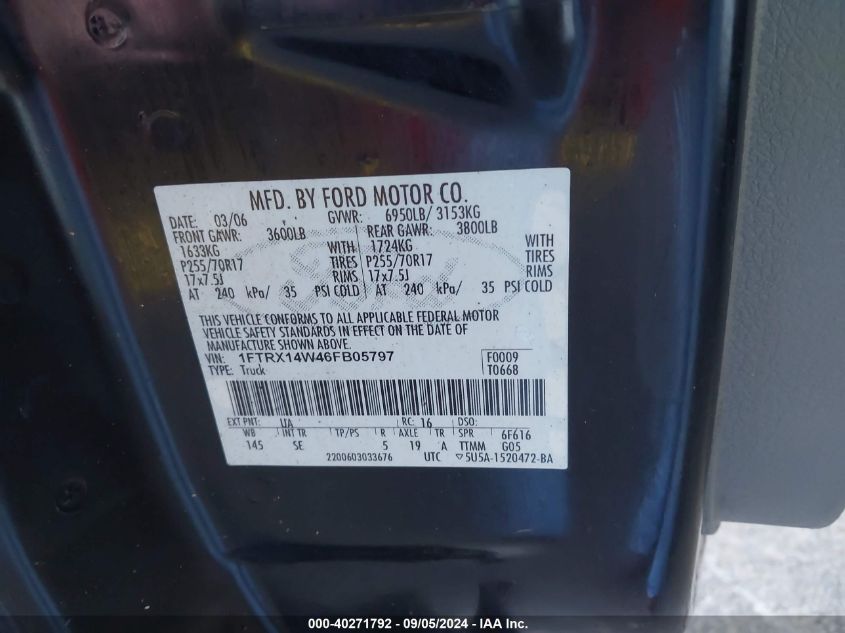 MFD. BY FORD MOTOR CO.
DATE: 03/06 GVWR: 6950LB/ 3153KG
FRONT GAWR: 3600LB REAR GAWR: 3800LB
1633KG WITH 1724KG WITH
P255/70R17 TIRES P255/70R17 TIRES
17x7.5J RIMS 17x7.5J RIMS
AT 240 kPa/ 35 PSI COLD AT 240 kPa/ 35 PSI COLD
THIS VEHICLE CONFORMS TO ALL APPLICABLE FEDERAL MOTOR
VEHICLE SAFETY STANDARDS IN EFFECT ON THE DATE OF
MANUFACTURE SHOWN ABOVE.
VIN: 1FTRX14W46FB05797 F0009
TYPE: Truck T0668
EXT PNT: UA RC: 16 DSO:
WB INT TR TP/PS R AXLE TR SPR 6F616
145 SE 5 19 A TTMM G05
2200603033676 UTC ▽5U5A-1520472-BA
Ford
000-40271792 - 09/05/2024 - IAA Inc.